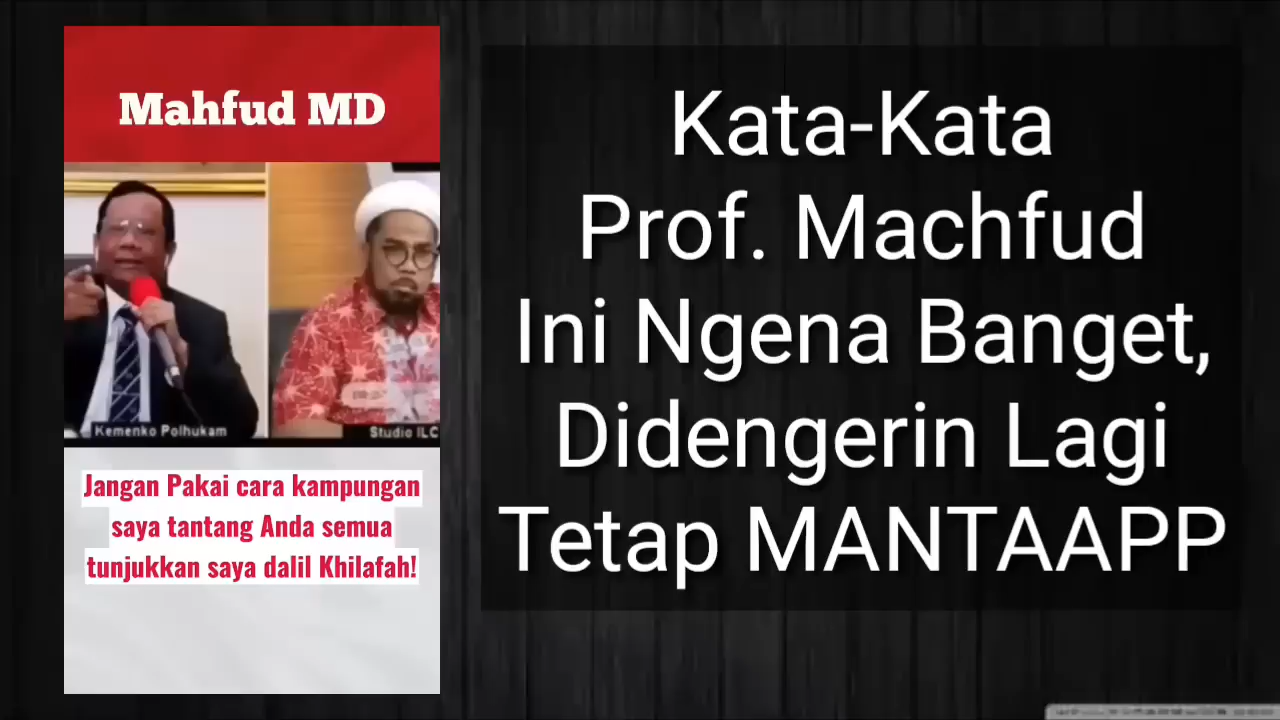 Mahfud MD
Kemenko Polhukam
Studio ILC
Jangan Pakai cara kampungan
saya tantang Anda semua
tunjukkan saya dalil Khilafah!
Kata-Kata
Prof. Machfud
Ini Ngena Banget,
Didengerin Lagi
Tetap MANTAAPP